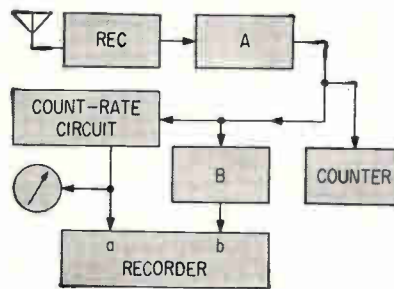 REC
A
COUNT-RATE
CIRCUIT
B
COUNTER
a b
RECORDER